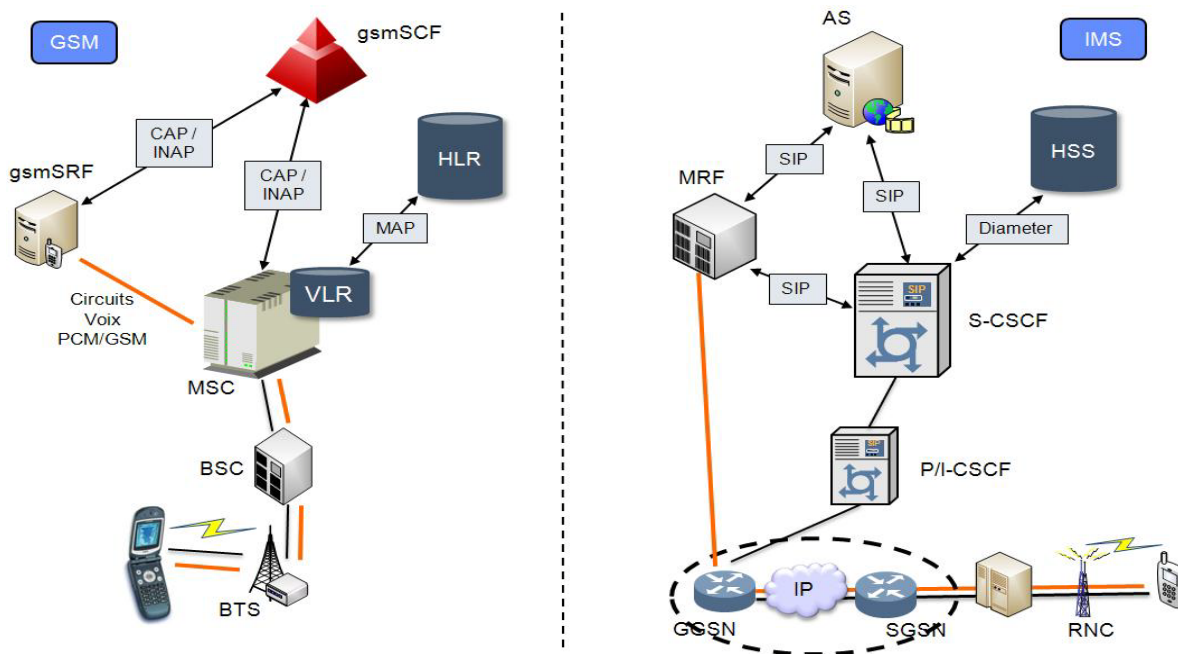 GSM
gsmSCF
CAP /
INAP
gsmSRF
CAP /
INAP
HLR
MAP
VLR
Circuits
Voix
PCM/GSM
MSC
BSC
BTS
AS
IMS
SIP
HSS
MRF
SIP
Diameter
SIP
SIP
S-CSCF
SIP
P/I-CSCF
IP
GGSN
SGSN
RNC